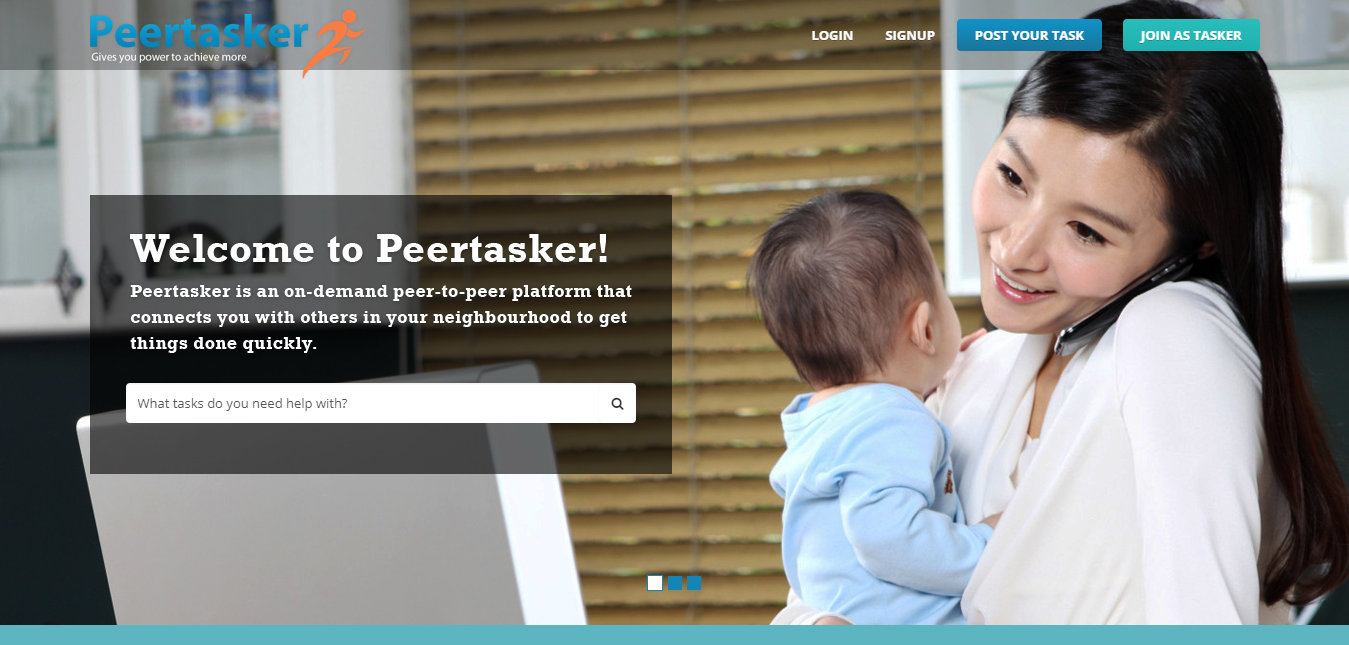 Peertasker
Gives you power to achieve more
LOGIN
SIGNUP
POST YOUR TASK
JOIN AS TASKER
Welcome to Peertasker!
Peertasker is an on-demand peer-to-peer platform that
connects you with others in your neighbourhood to get
things done quickly.
What tasks do you need help with?